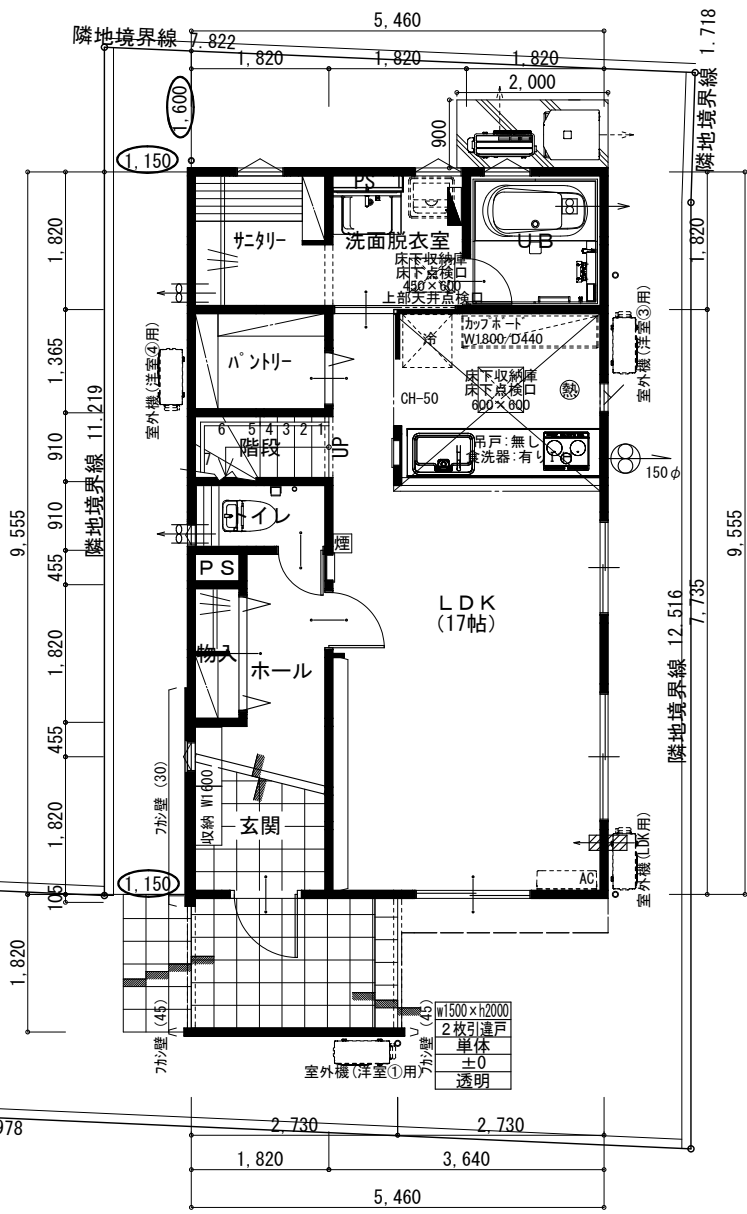 5,460
隣地境界線 7.822
1,820
1,820
1,820
2,000
隣地境界線 1.718
1,600
900
1,150
PS
サニタリー
洗面脱衣室
床下収納庫
床下点検口
450×600
上部天井点検口
UB
1,820
1,820
パントリー
冷
カップボード
W1800/D440
CH-50
床下収納庫
床下点検口
600×600
熱
室外機(洋室④用)
室外機(洋室③用)
1,365
隣地境界線 11.219
6 5 4 3 2 1
階段
UP
吊戸:無し
食洗器:有り
150φ
910
9,555
9,555
910
トイレ
煙
PS
455
LDK
(17帖)
7,735
隣地境界線 12.516
物入
ホール
1,820
455
フカシ壁 (30)
収納 W1600
玄関
1,820
AC
室外機(LDK用)
1,150
105
1,820
フカシ壁 (45)
フカシ壁 (45)
室外機(洋室①用)
w1500×h2000
2枚引違戸
単体
±0
透明
978
2,730
2,730
1,820
3,640
5,460